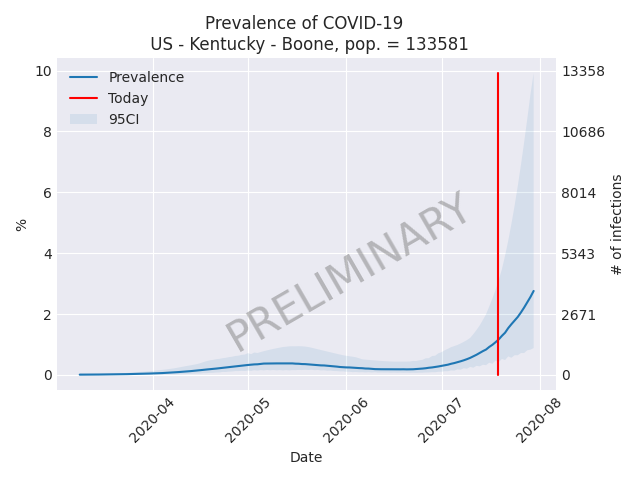 Prevalence of COVID-19
US - Kentucky - Boone, pop. = 133581
Prevalence
Today
95CI
10
8
6
4
2
0
%
13358
10686
8014
5343
2671
0
# of infections
PRELIMINARY
2020-04
2020-05
2020-06
2020-07
2020-08
Date